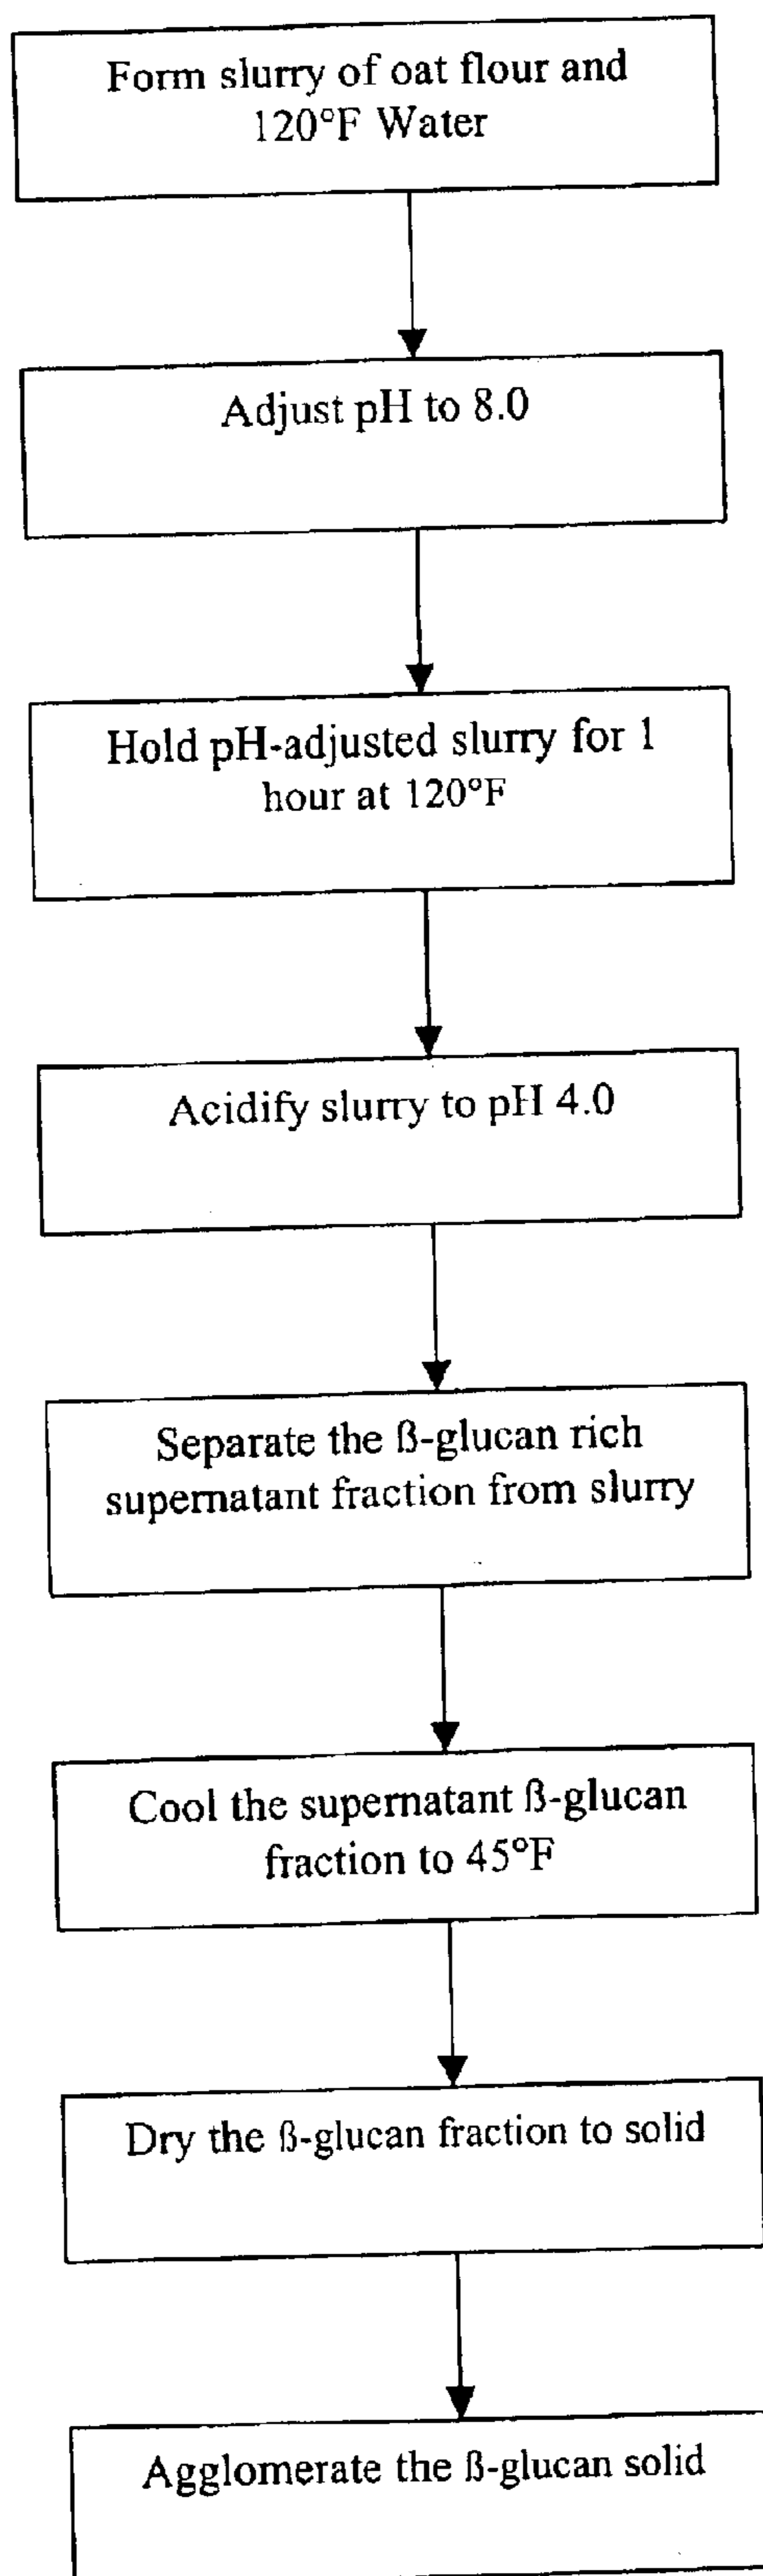 Form slurry of oat flour and
120°F Water
Adjust pH to 8.0
Hold pH-adjusted slurry for 1
hour at 120°F
Acidify slurry to pH 4.0
Separate the ß-glucan rich
supernatant fraction from slurry
Cool the supernatant ß-glucan
fraction to 45°F
Dry the ß-glucan fraction to solid
Agglomerate the ß-glucan solid